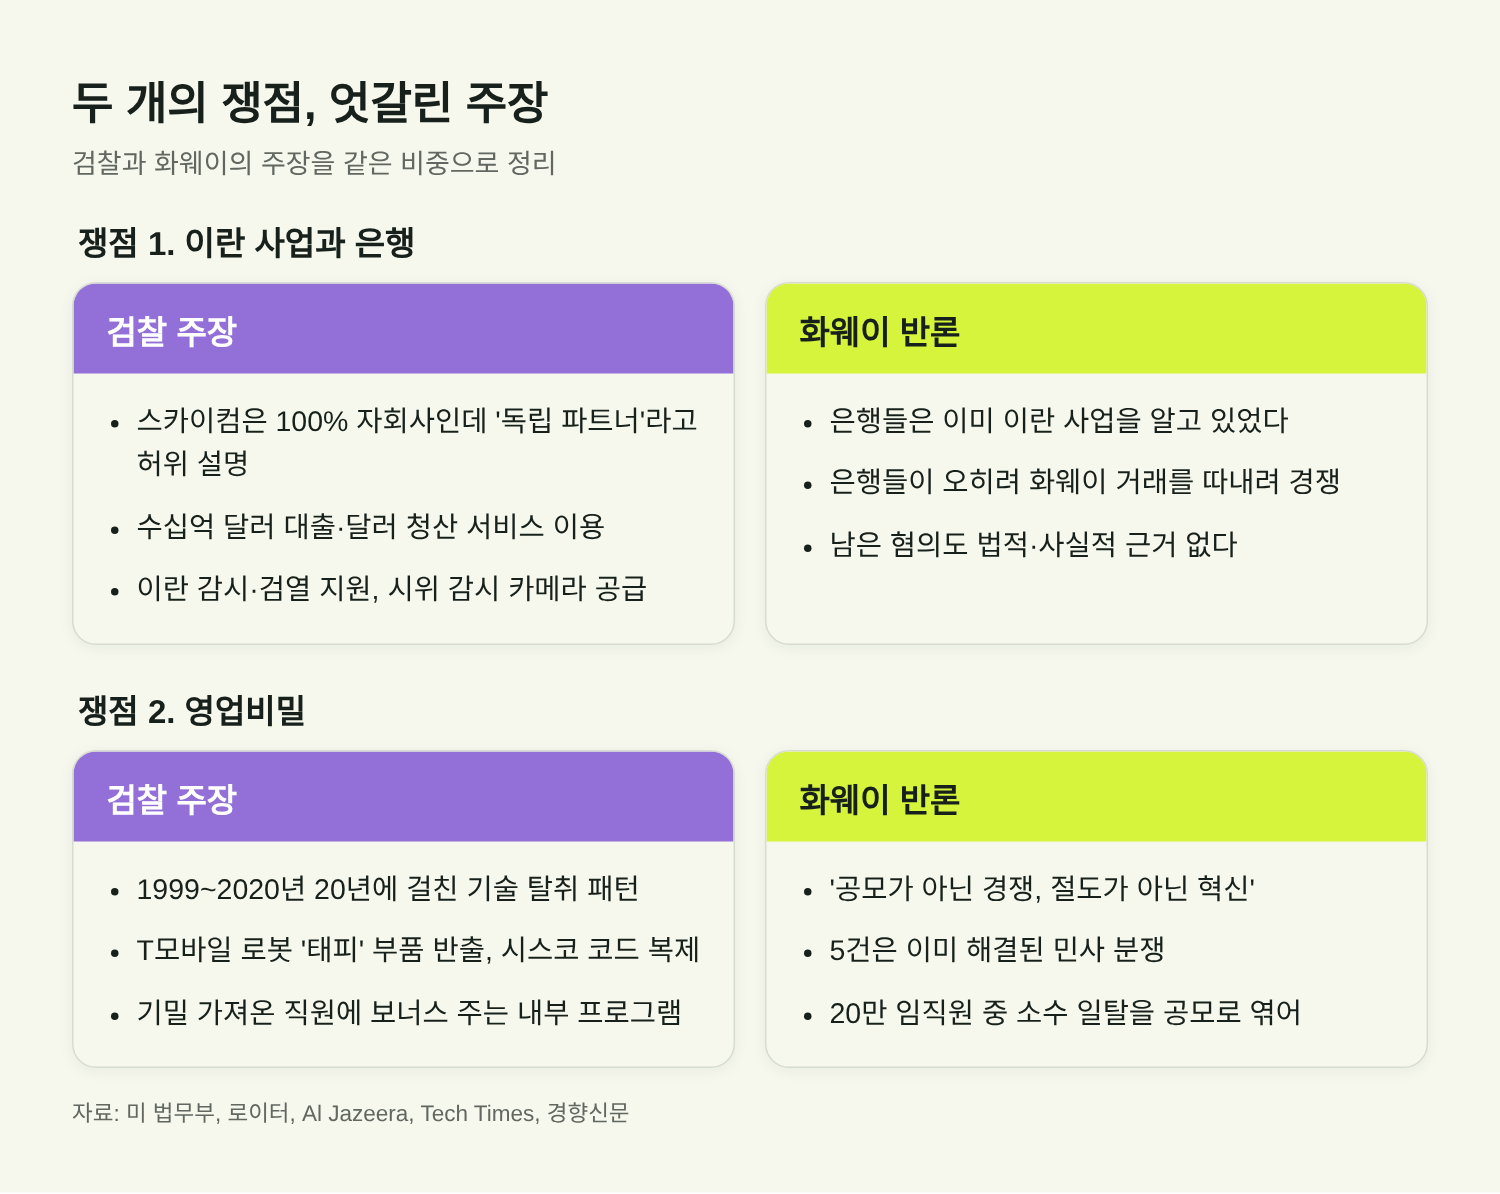 두 개의 쟁점, 엇갈린 주장
검찰과 화웨이의 주장을 같은 비중으로 정리
쟁점 1. 이란 사업과 은행
검찰 주장
• 스카이컴은 100% 자회사인데 '독립 파트너'라고
허위 설명
• 수십억 달러 대출·달러 청산 서비스 이용
• 이란 감시·검열 지원, 시위 감시 카메라 공급
화웨이 반론
• 은행들은 이미 이란 사업을 알고 있었다
• 은행들이 오히려 화웨이 거래를 따내려 경쟁
• 남은 혐의도 법적·사실적 근거 없다
쟁점 2. 영업비밀
검찰 주장
• 1999~2020년 20년에 걸친 기술 탈취 패턴
• T모바일 로봇 '태피' 부품 반출, 시스코 코드 복제
• 기밀 가져온 직원에 보너스 주는 내부 프로그램
화웨이 반론
• '공모가 아닌 경쟁, 절도가 아닌 혁신'
• 5건은 이미 해결된 민사 분쟁
• 20만 임직원 중 소수 일탈을 공모로 엮어
자료: 미 법무부, 로이터, Al Jazeera, Tech Times, 경향신문